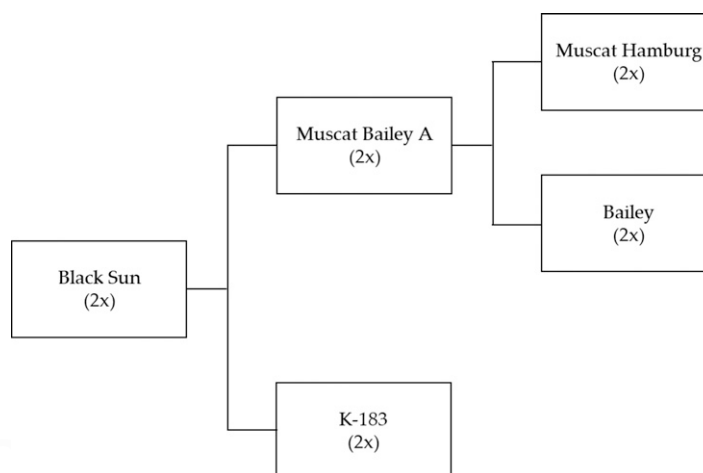 Muscat Hamburg
(2x)
Muscat Bailey A
(2x)
Bailey
(2x)
Black Sun
(2x)
K-183
(2x)